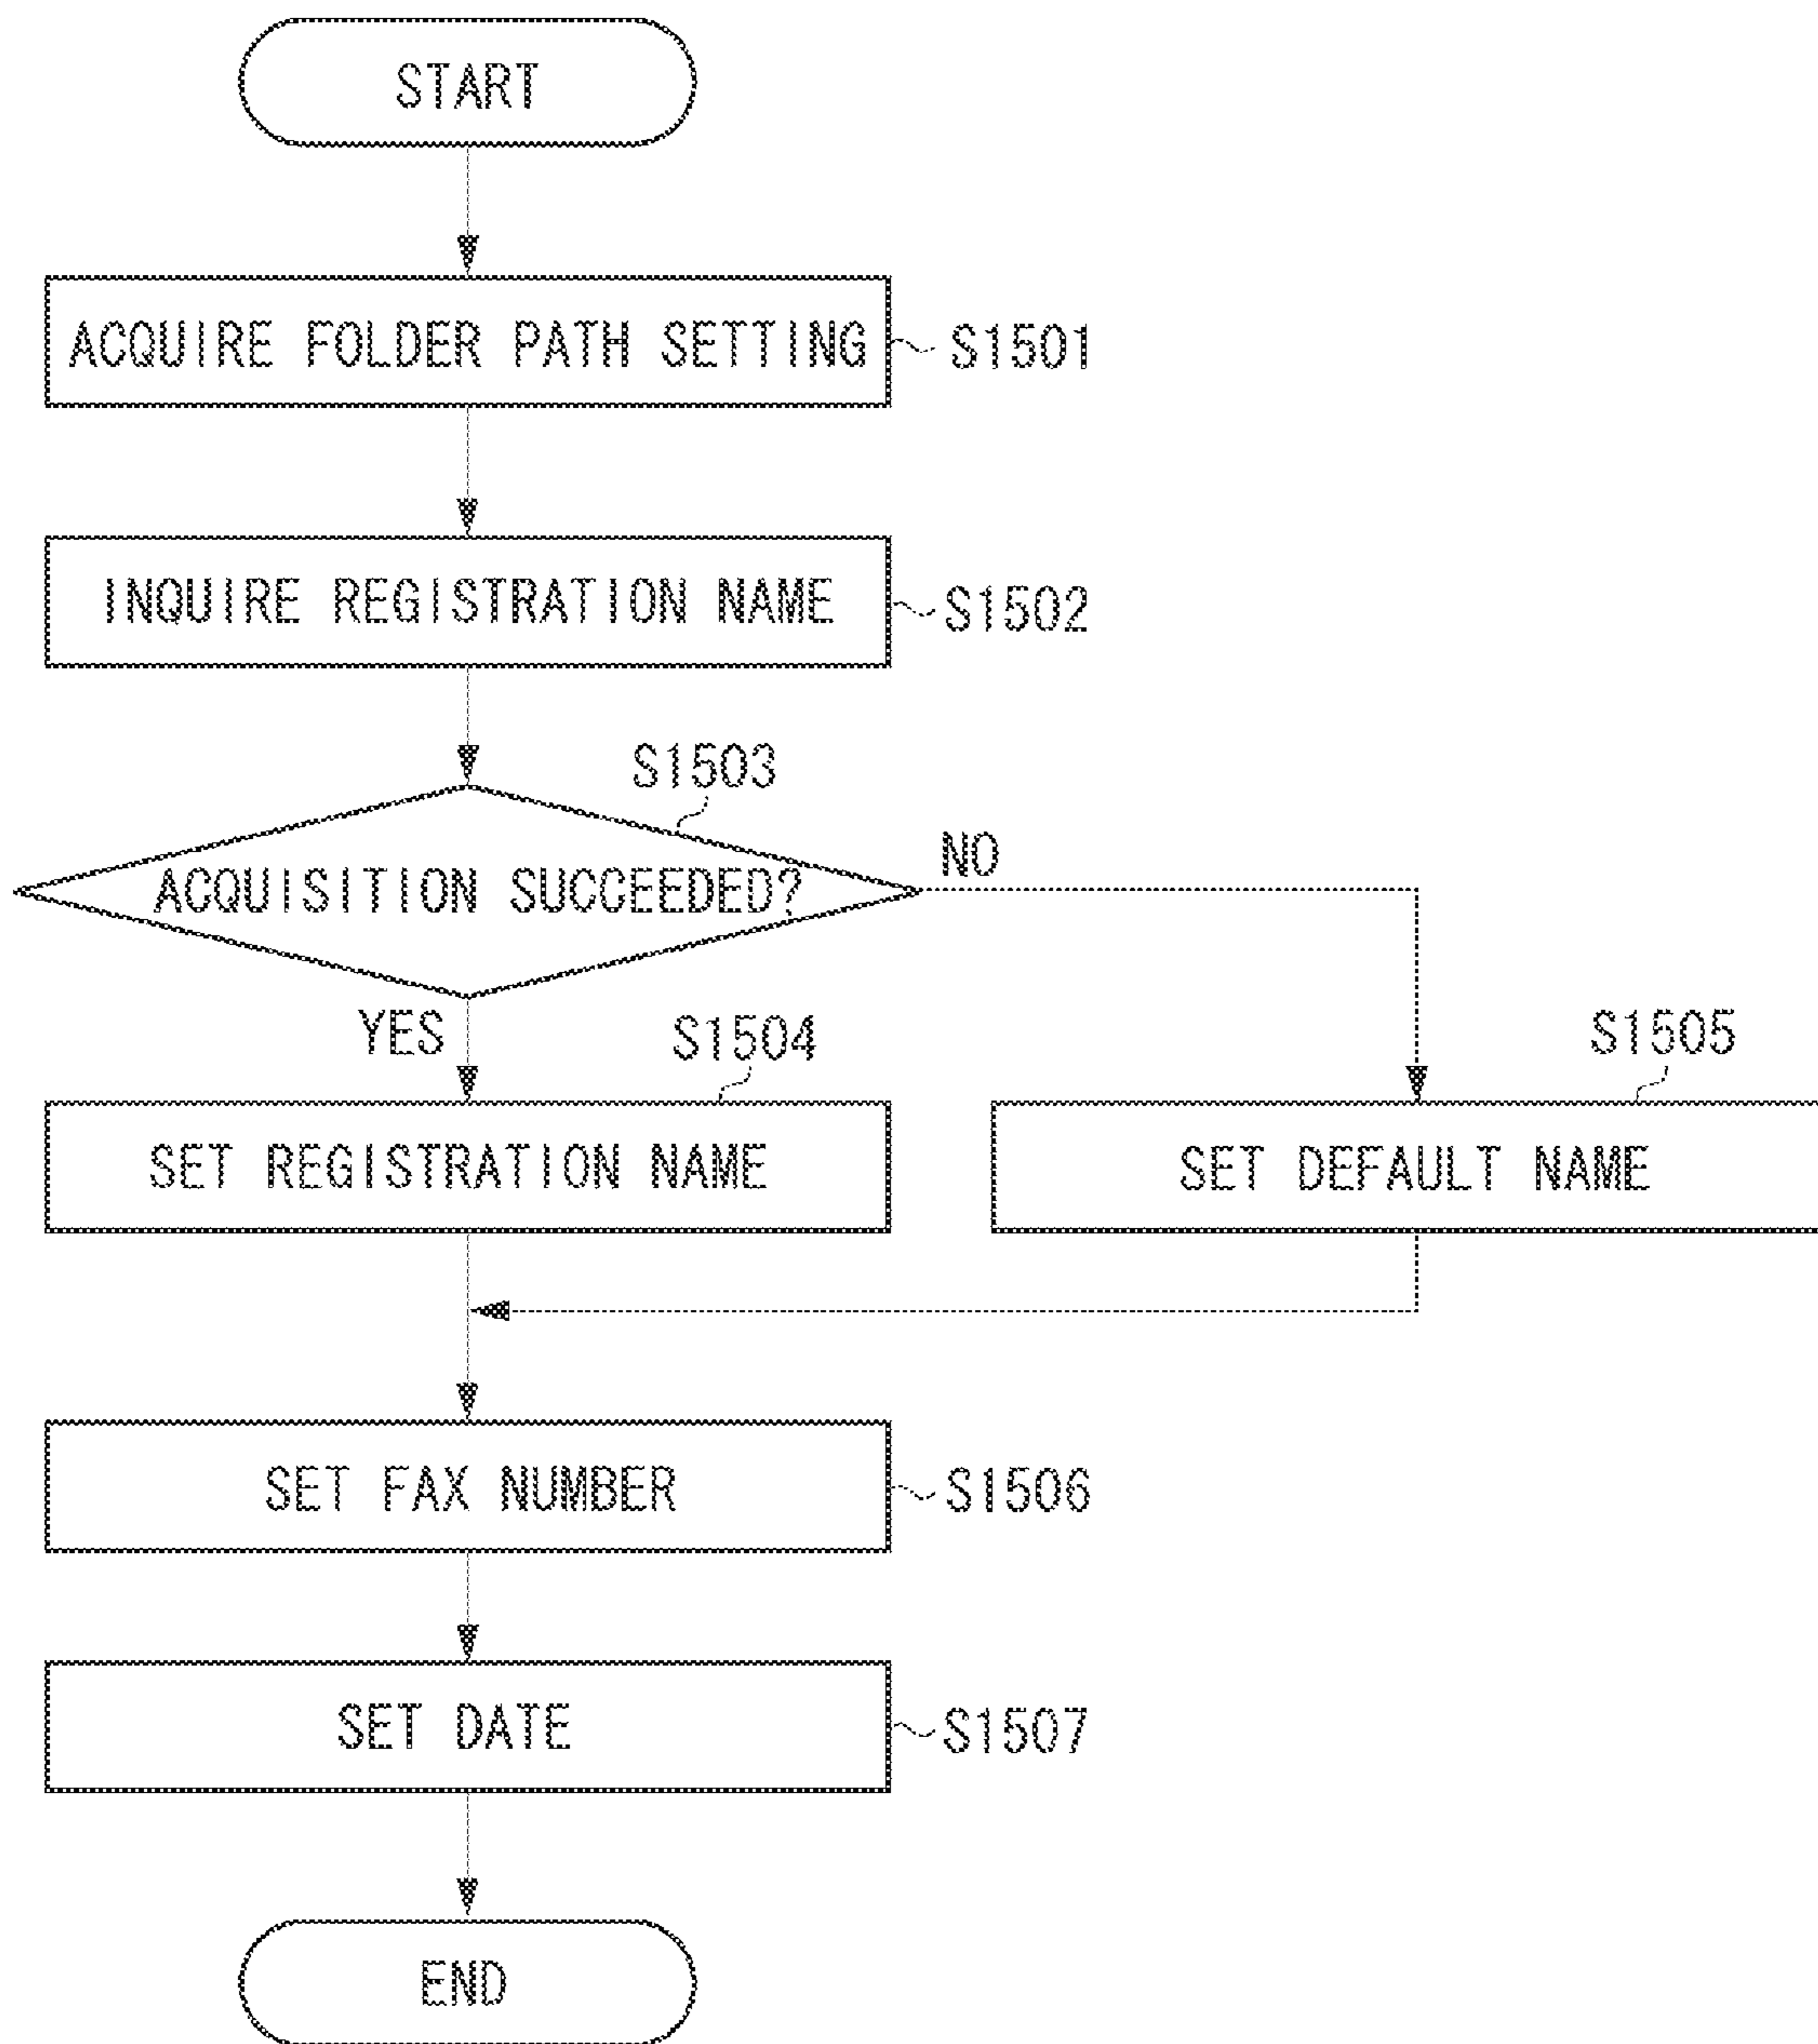 START
ACQUIRE FOLDER PATH SETTING
S1501
INQUIRE REGISTRATION NAME
S1502
S1503
ACQUISITION SUCCEEDED?
NO
YES
S1504
S1505
SET REGISTRATION NAME
SET DEFAULT NAME
SET FAX NUMBER
S1506
SET DATE
S1507
END